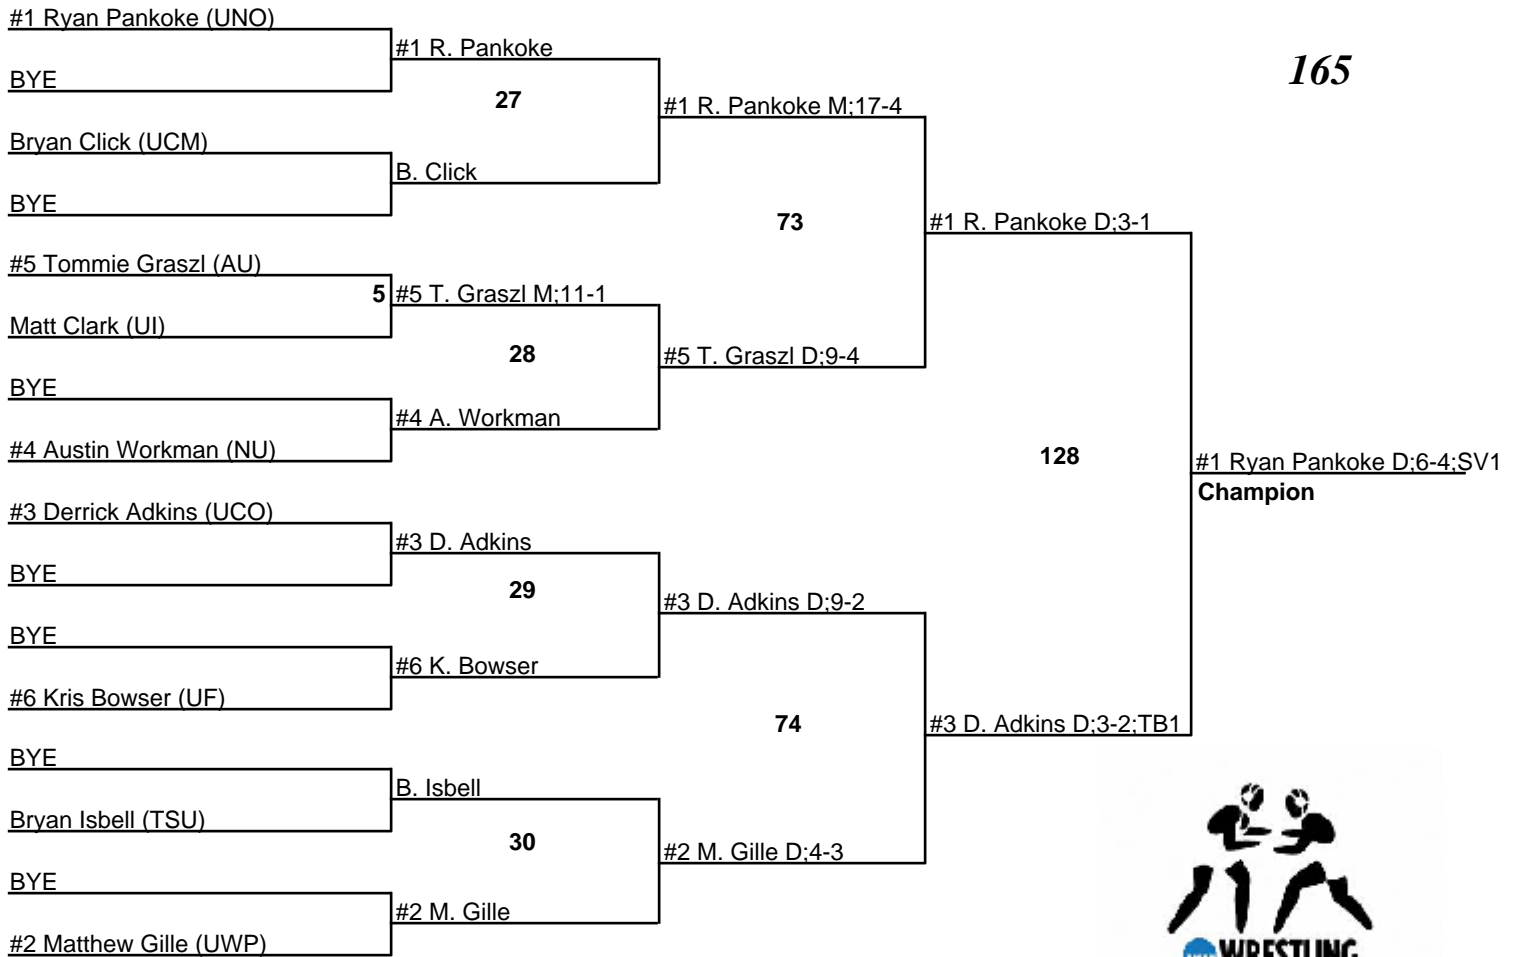 #1 Ryan Pankoke (UNO)
BYE
Bryan Click (UCM)
BYE
#5 Tommie Graszl (AU)
Matt Clark (UI)
BYE
#4 Austin Workman (NU)
#3 Derrick Adkins (UCO)
BYE
BYE
#6 Kris Bowser (UF)
BYE
Bryan Isbell (TSU)
BYE
#2 Matthew Gille (UWP)
#1 R. Pankoke
27
B. Click
5 #5 T. Graszl M;11-1
28
#4 A. Workman
#3 D. Adkins
29
#6 K. Bowser
B. Isbell
30
#2 M. Gille
#1 R. Pankoke M;17-4
73
#5 T. Graszl D;9-4
#3 D. Adkins D;9-2
74
#2 M. Gille D;4-3
#1 R. Pankoke D;3-1
128
#3 D. Adkins D;3-2;TB1
#1 Ryan Pankoke D;6-4;SV1
Champion
165
WRESTLING